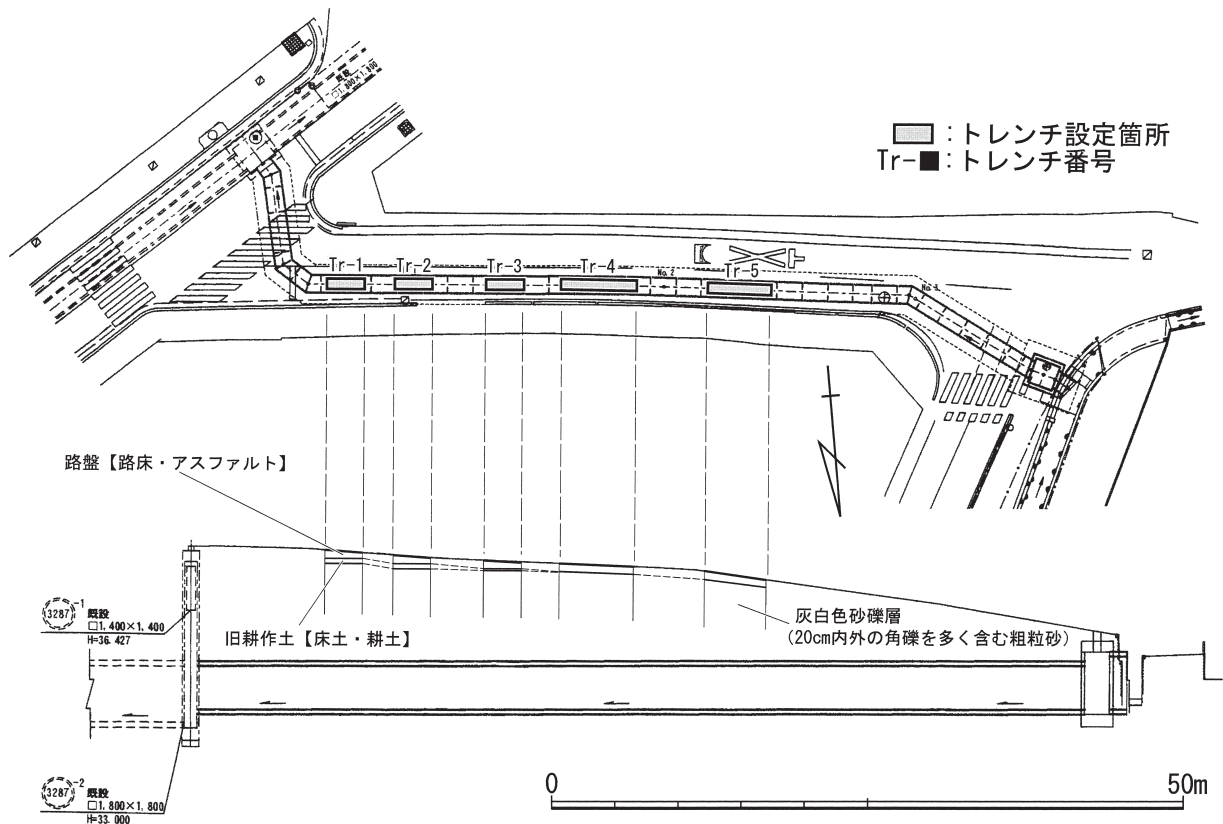 既設
□1,800×1,800
▭:トレンチ設定箇所
Tr-■:トレンチ番号
Tr-1
Tr-2
Tr-3
Tr-4
No.2
Tr-5
No.1
路盤【路床・アスファルト】
旧耕作土【床土・耕土】
灰白色砂礫層
(20cm内外の角礫を多く含む粗粒砂)
3287-1
既設
□1,400×1,400
H=36.427
3287-2
既設
□1,800×1,800
H=33.000
0
50m